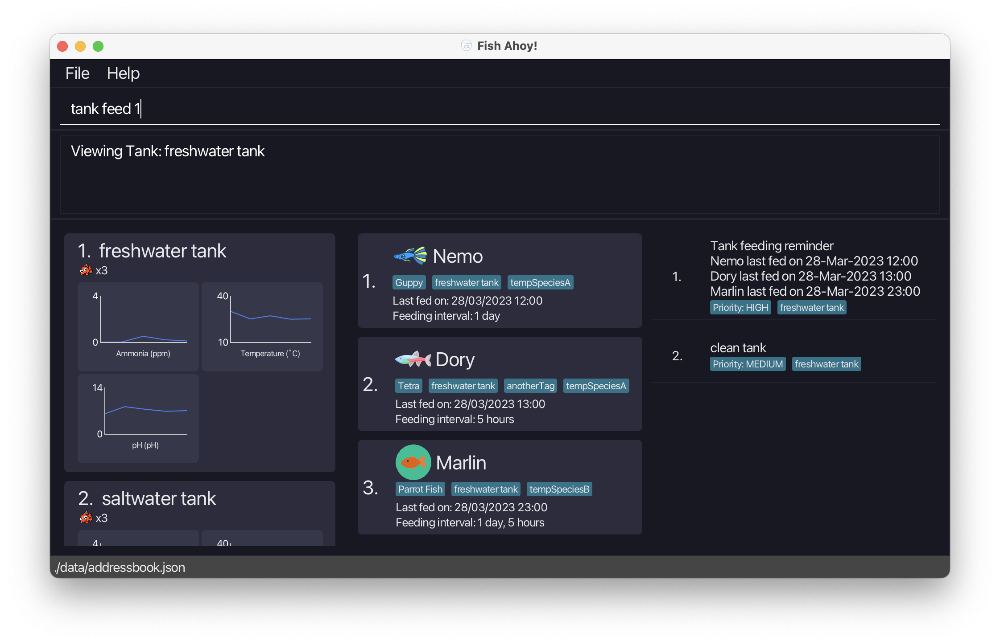 Fish Ahoy!
File Help
tank feed 1
Viewing Tank: freshwater tank
1. freshwater tank
x3
4
0
Ammonia (ppm)
40
10
Temperature (˚C)
14
0
pH (pH)
2. saltwater tank
x3
4
40
1.
Nemo
Guppy freshwater tank tempSpeciesA
Last fed on: 28/03/2023 12:00
Feeding interval: 1 day
2.
Dory
Tetra freshwater tank anotherTag tempSpeciesA
Last fed on: 28/03/2023 13:00
Feeding interval: 5 hours
3.
Marlin
Parrot Fish freshwater tank tempSpeciesB
Last fed on: 28/03/2023 23:00
Feeding interval: 1 day, 5 hours
1.
Tank feeding reminder
Nemo last fed on 28-Mar-2023 12:00
Dory last fed on 28-Mar-2023 13:00
Marlin last fed on 28-Mar-2023 23:00
Priority: HIGH freshwater tank
2.
clean tank
Priority: MEDIUM freshwater tank
./data/addressbook.json